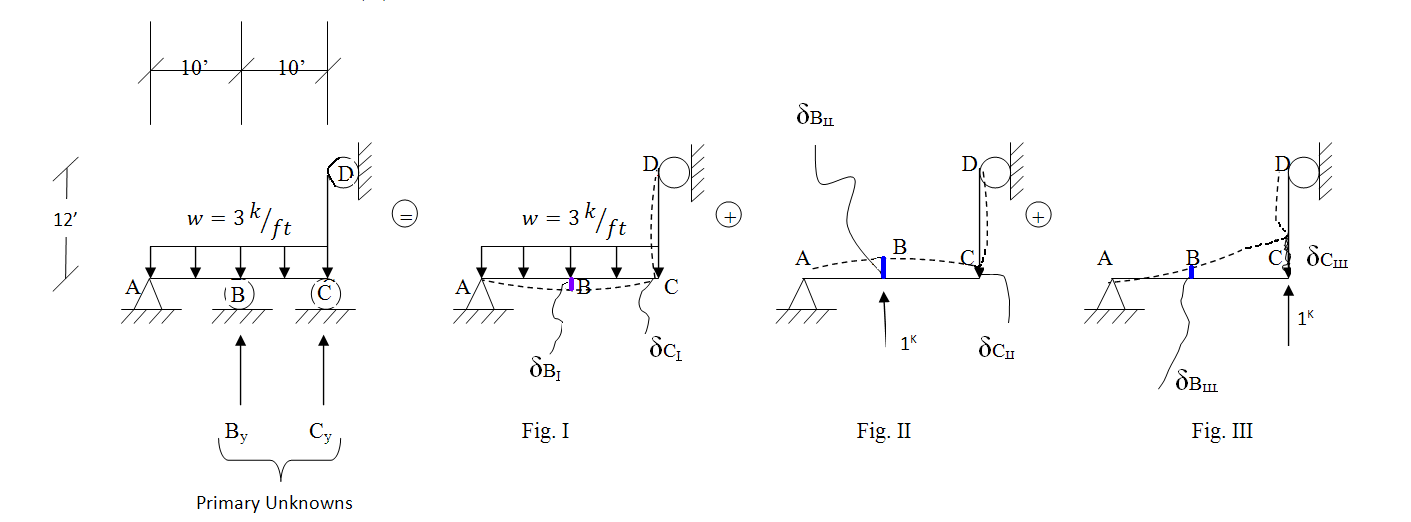 10’ 10’
12’
w = 3 k/ft
A B C D
=
By Cy
Primary Unknowns
w = 3 k/ft
A B C D
δBI δCI
Fig. I
+
δBII
A B C D
1K
δCII
Fig. II
+
A B C D
δCIII
1K
δBIII
Fig. III